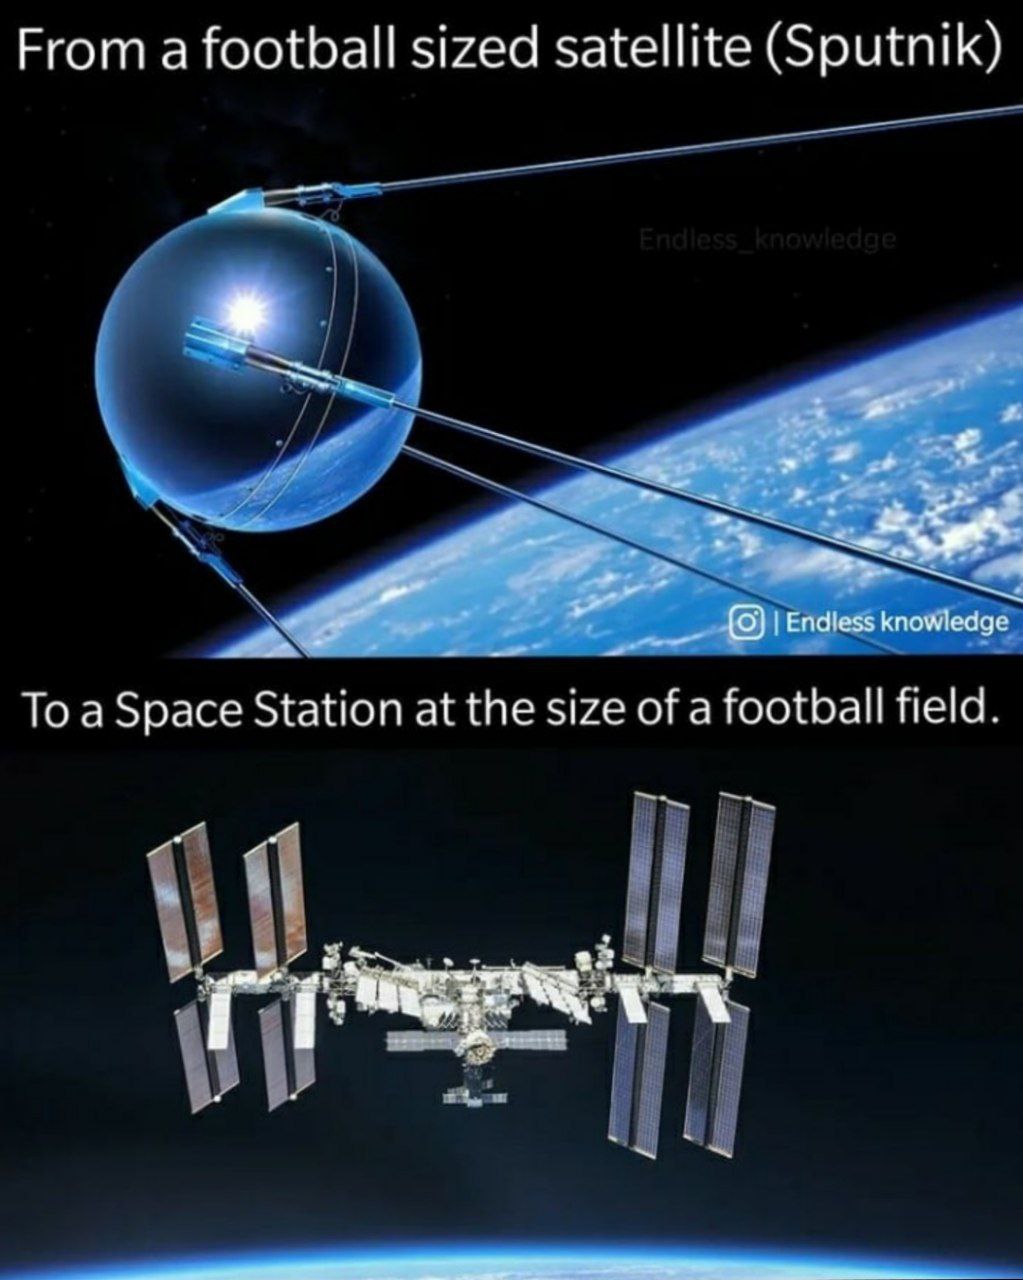 From a football sized satellite (Sputnik)
Endless_knowledge
| Endless knowledge
To a Space Station at the size of a football field.